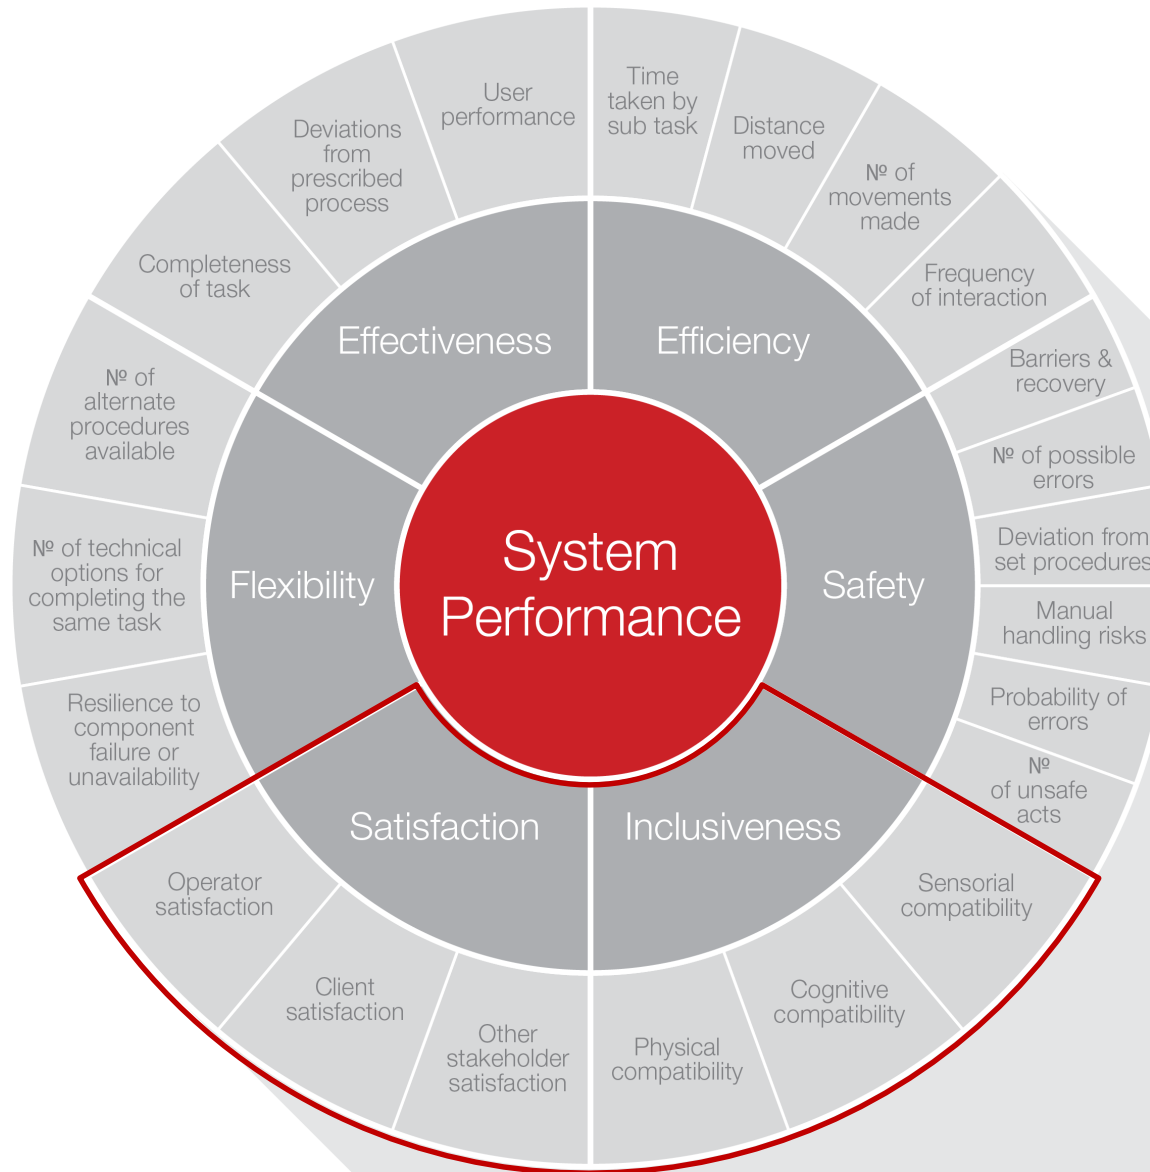 System
Performance
Effectiveness
Efficiency
Safety
Inclusiveness
Satisfaction
Flexibility
User
performance
Deviations
from
prescribed
process
Completeness
of task
Time
taken by
sub task
Distance
moved
№ of
movements
made
Frequency
of interaction
Barriers &
recovery
№ of possible
errors
Deviation from
set procedures
Manual
handling risks
Probability of
errors
№
of unsafe
acts
Sensorial
compatibility
Cognitive
compatibility
Physical
compatibility
Other
stakeholder
satisfaction
Client
satisfaction
Operator
satisfaction
Resilience to
component
failure or
unavailability
№ of technical
options for
completing the
same task
№ of
alternate
procedures
available